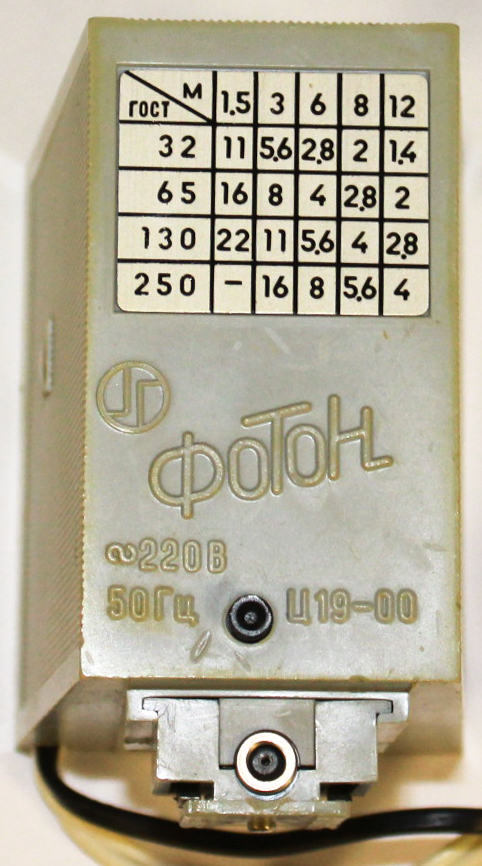 М
ГОСТ 1,5 3 6 8 12
32 11 5,6 2,8 2 1,4
65 16 8 4 2,8 2
130 22 11 5,6 4 2,8
250 – 16 8 5,6 4
ФОТОН
~220В
50Гц Ц19-00